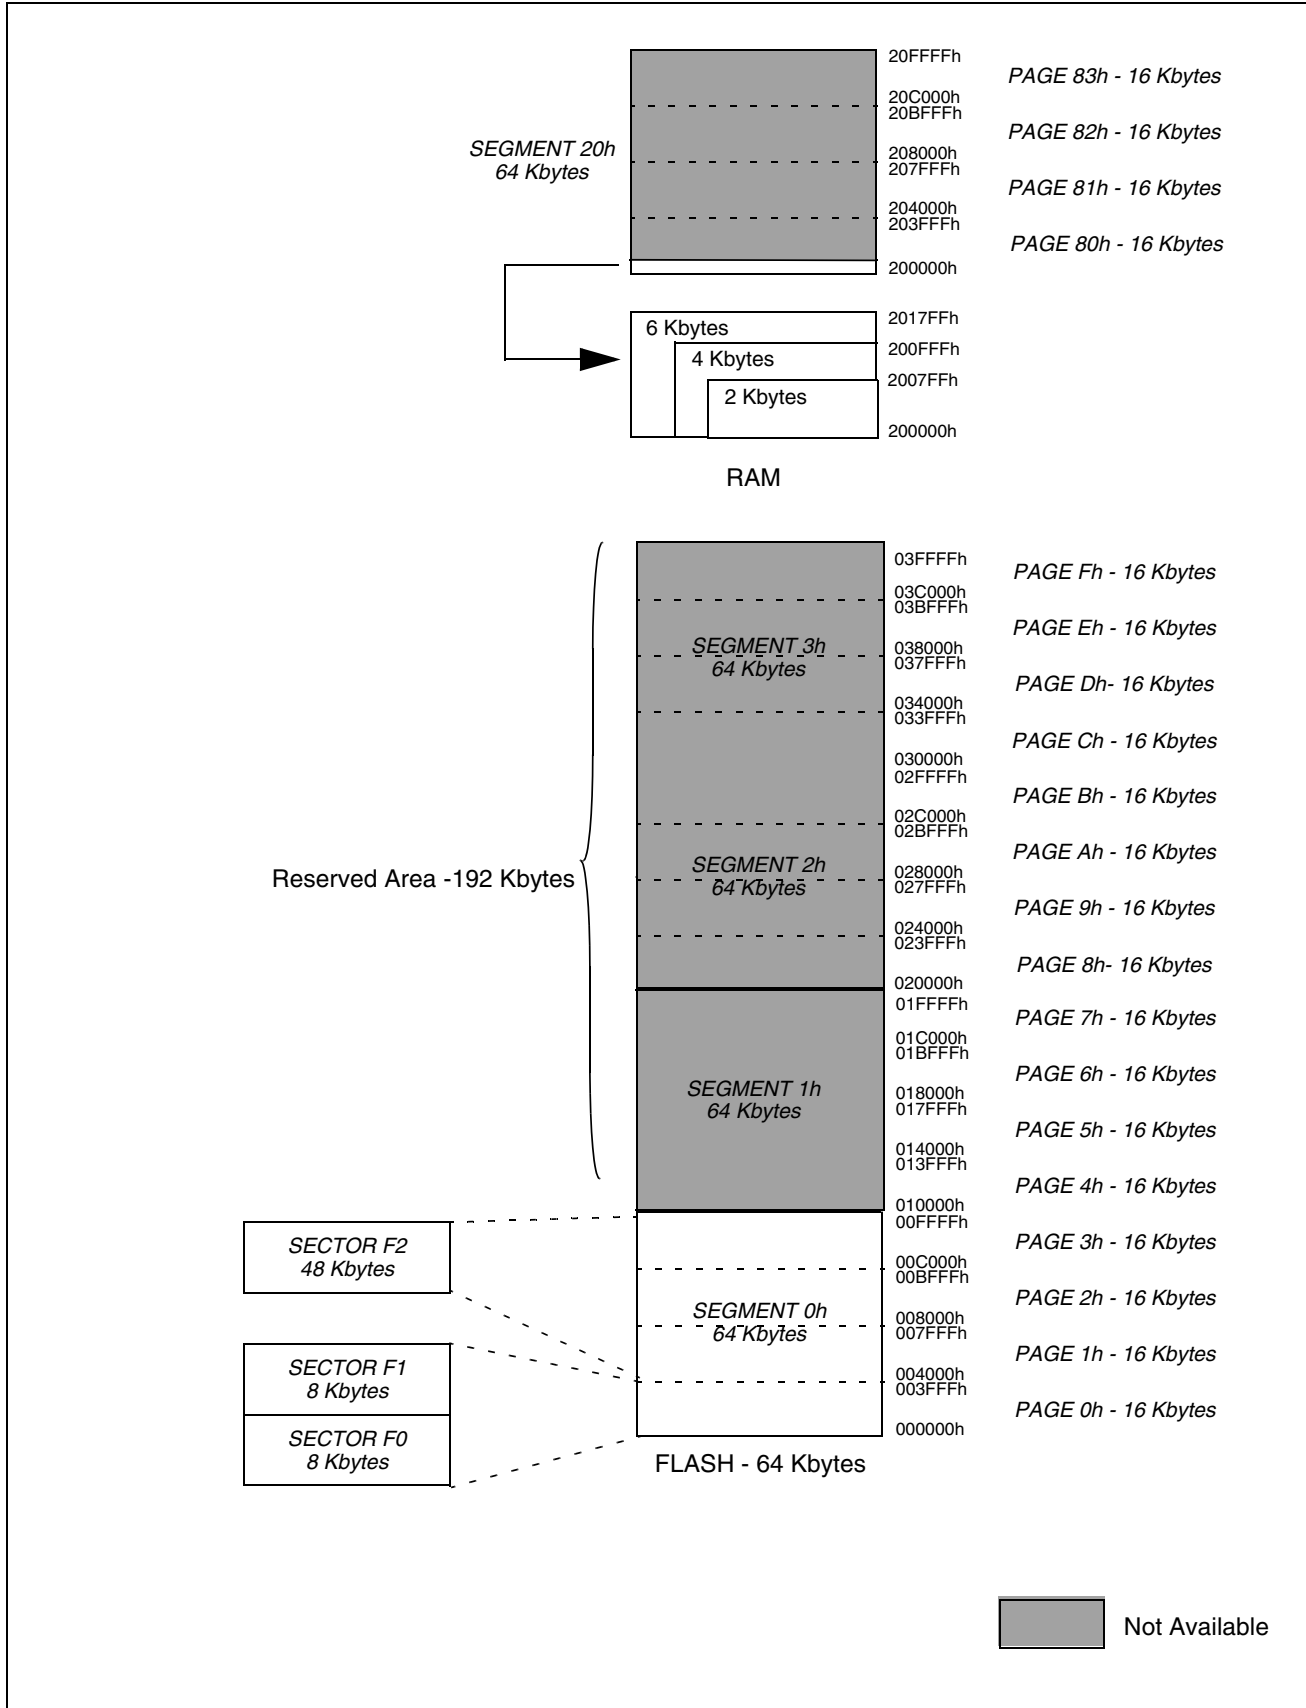 20FFFFh
PAGE 83h - 16 Kbytes
20C000h
20BFFFh
PAGE 82h - 16 Kbytes
SEGMENT 20h
64 Kbytes
208000h
207FFFh
PAGE 81h - 16 Kbytes
204000h
203FFFh
PAGE 80h - 16 Kbytes
200000h
2017FFh
6 Kbytes
200FFFh
4 Kbytes
2007FFh
2 Kbytes
200000h
RAM
03FFFFh
PAGE Fh - 16 Kbytes
03C000h
03BFFFh
PAGE Eh - 16 Kbytes
SEGMENT 3h
64 Kbytes
038000h
037FFFh
PAGE Dh- 16 Kbytes
034000h
033FFFh
PAGE Ch - 16 Kbytes
030000h
02FFFFh
PAGE Bh - 16 Kbytes
02C000h
02BFFFh
PAGE Ah - 16 Kbytes
SEGMENT 2h
64 Kbytes
Reserved Area -192 Kbytes
028000h
027FFFh
PAGE 9h - 16 Kbytes
024000h
023FFFh
PAGE 8h- 16 Kbytes
020000h
01FFFFh
PAGE 7h - 16 Kbytes
01C000h
01BFFFh
PAGE 6h - 16 Kbytes
SEGMENT 1h
64 Kbytes
018000h
017FFFh
PAGE 5h - 16 Kbytes
014000h
013FFFh
PAGE 4h - 16 Kbytes
010000h
00FFFFh
PAGE 3h - 16 Kbytes
SECTOR F2
48 Kbytes
00C000h
00BFFFh
PAGE 2h - 16 Kbytes
SEGMENT 0h
64 Kbytes
008000h
007FFFh
PAGE 1h - 16 Kbytes
SECTOR F1
8 Kbytes
004000h
003FFFh
PAGE 0h - 16 Kbytes
000000h
SECTOR F0
8 Kbytes
FLASH - 64 Kbytes
Not Available